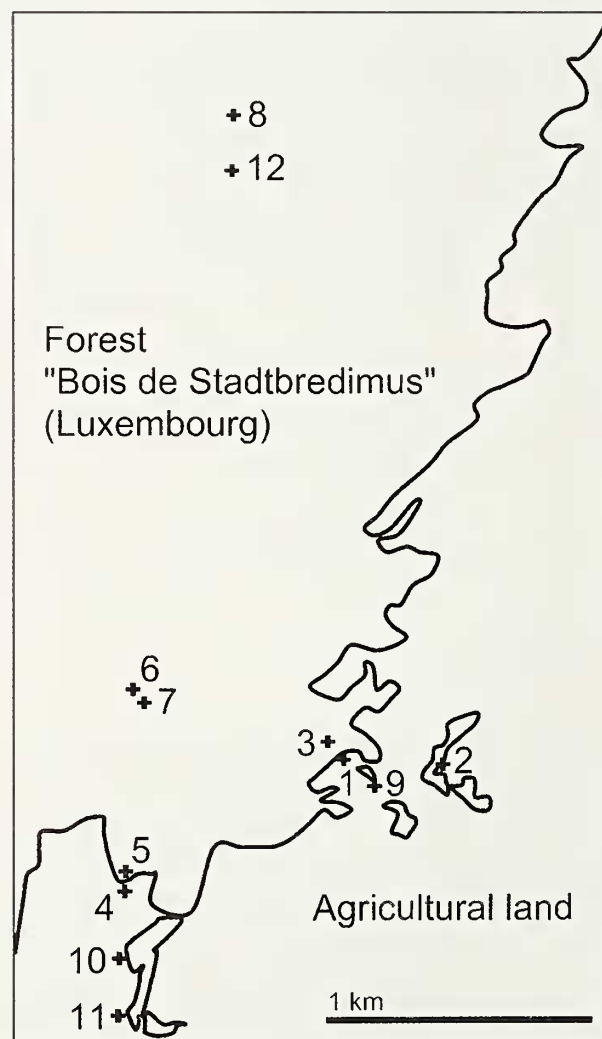 8
12
Forest
"Bois de Stadtbredimus"
(Luxembourg)
6
7
3
1
9
2
5
4
Agricultural land
10
1 km
11